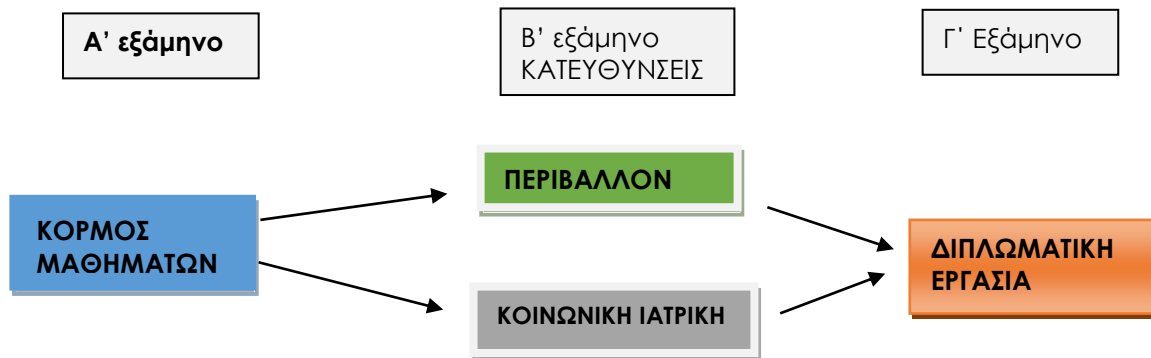 Α’ εξάμηνο
Β’ εξάμηνο
ΚΑΤΕΥΘΥΝΣΕΙΣ
Γ΄ Εξάμηνο
ΚΟΡΜΟΣ
ΜΑΘΗΜΑΤΩΝ
ΠΕΡΙΒΑΛΛΟΝ
ΚΟΙΝΩΝΙΚΗ ΙΑΤΡΙΚΗ
ΔΙΠΛΩΜΑΤΙΚΗ
ΕΡΓΑΣΙΑ